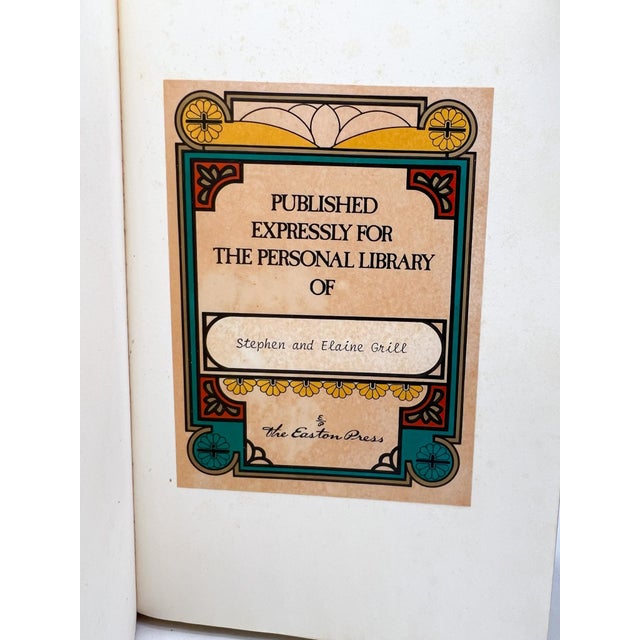 PUBLISHED
EXPRESSLY FOR
THE PERSONAL LIBRARY
OF
Stephen and Elaine Grill
The Easton Press